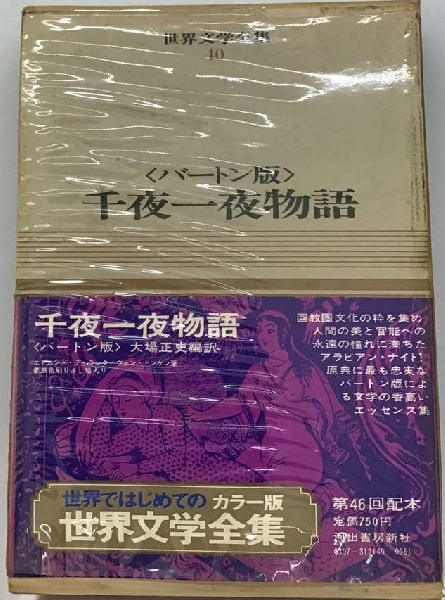 世界文学全集
40
〈バートン版〉
千夜一夜物語
千夜一夜物語
〈バートン版〉大場正史編訳
回教圏文化の粋を集め
人間の美と官能への
永遠の憧れに満ちた
アラビアン・ナイト!
原典に最も忠実な
バートン版によ
る文学の香高い
エッセンス集
世界ではじめてのカラー版
世界文学全集
第46回配本
定価750円
河出書房新社